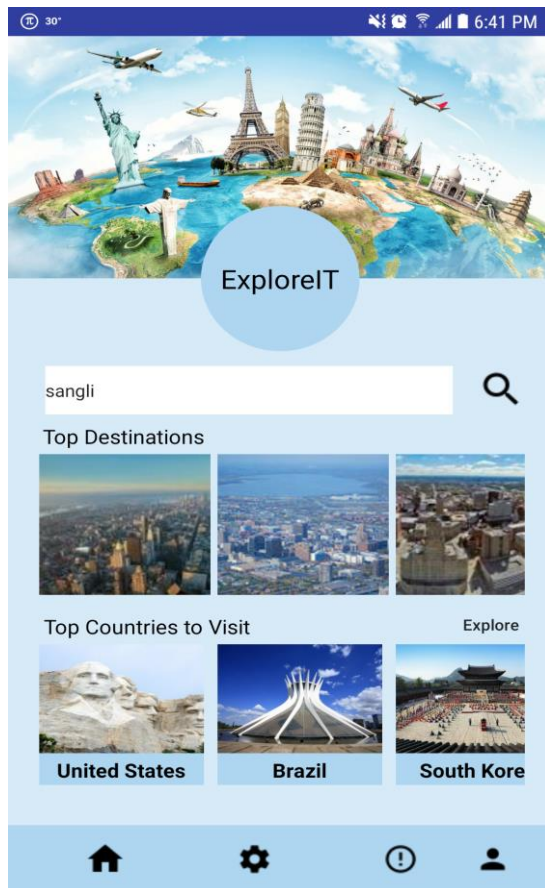 30° 6:41 PM
ExploreIT
sangli
Top Destinations
Top Countries to Visit Explore
United States Brazil South Kore